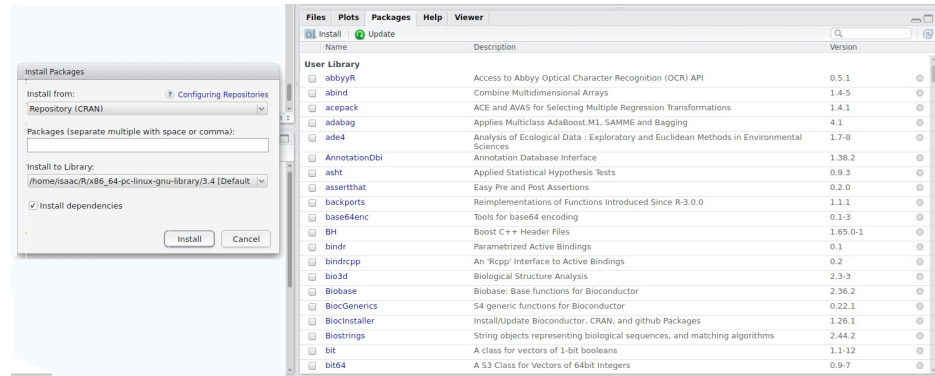 Install Packages
Install from:
? Configuring Repositories
Repository (CRAN)
Packages (separate multiple with space or comma):
Install to Library:
/home/isaac/R/x86_64-pc-linux-gnu-library/3.4 [Default
Install dependencies
Install Cancel
Files Plots Packages Help Viewer
Install Update
Name Description Version
User Library
abbyyR Access to Abbyy Optical Character Recognition (OCR) API 0.5.1
abind Combine Multidimensional Arrays 1.4-5
acepack ACE and AVAS for Selecting Multiple Regression Transformations 1.4.1
adabag Applies Multiclass AdaBoost.M1, SAMME and Bagging 4.1
ade4 Analysis of Ecological Data : Exploratory and Euclidean Methods in Environmental 1.7-8
Sciences
AnnotationDbi Annotation Database Interface 1.38.2
asht Applied Statistical Hypothesis Tests 0.9.3
assertthat Easy Pre and Post Assertions 0.2.0
backports Reimplementations of Functions Introduced Since R-3.0.0 1.1.1
base64enc Tools for base64 encoding 0.1-3
BH Boost C++ Header Files 1.65.0-1
bindr Parametrized Active Bindings 0.1
bindrcpp An 'Rcpp' Interface to Active Bindings 0.2
bio3d Biological Structure Analysis 2.3-3
Biobase Biobase: Base functions for Bioconductor 2.36.2
BiocGenerics S4 generic functions for Bioconductor 0.22.1
BiocInstaller Install/Update Bioconductor, CRAN, and github Packages 1.26.1
Biostrings String objects representing biological sequences, and matching algorithms 2.44.2
bit A class for vectors of 1-bit booleans 1.1-12
bit64 A S3 Class for Vectors of 64bit Integers 0.9-7